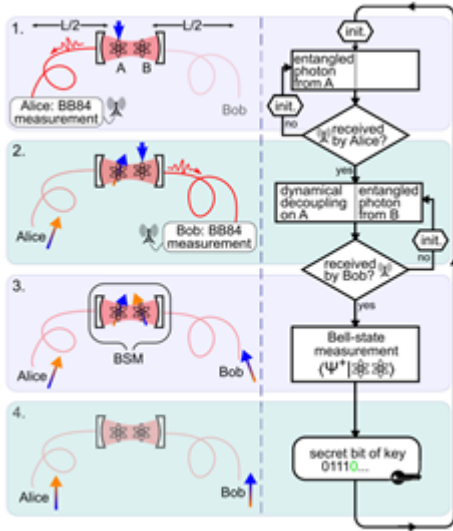 1.
L/2
L/2
A
B
Alice: BB84
measurement
Bob
init.
entangled
photon
from A
init.
no
received
by Alice?
yes
2.
Alice
Bob: BB84
measurement
dynamical
decoupling
on A
entangled
photon
from B
init.
no
received
by Bob?
yes
3.
BSM
Alice
Bob
Bell-state
measurement
⟨Ψ⁺|
⟩
4.
Alice
Bob
secret bit of key
01110...